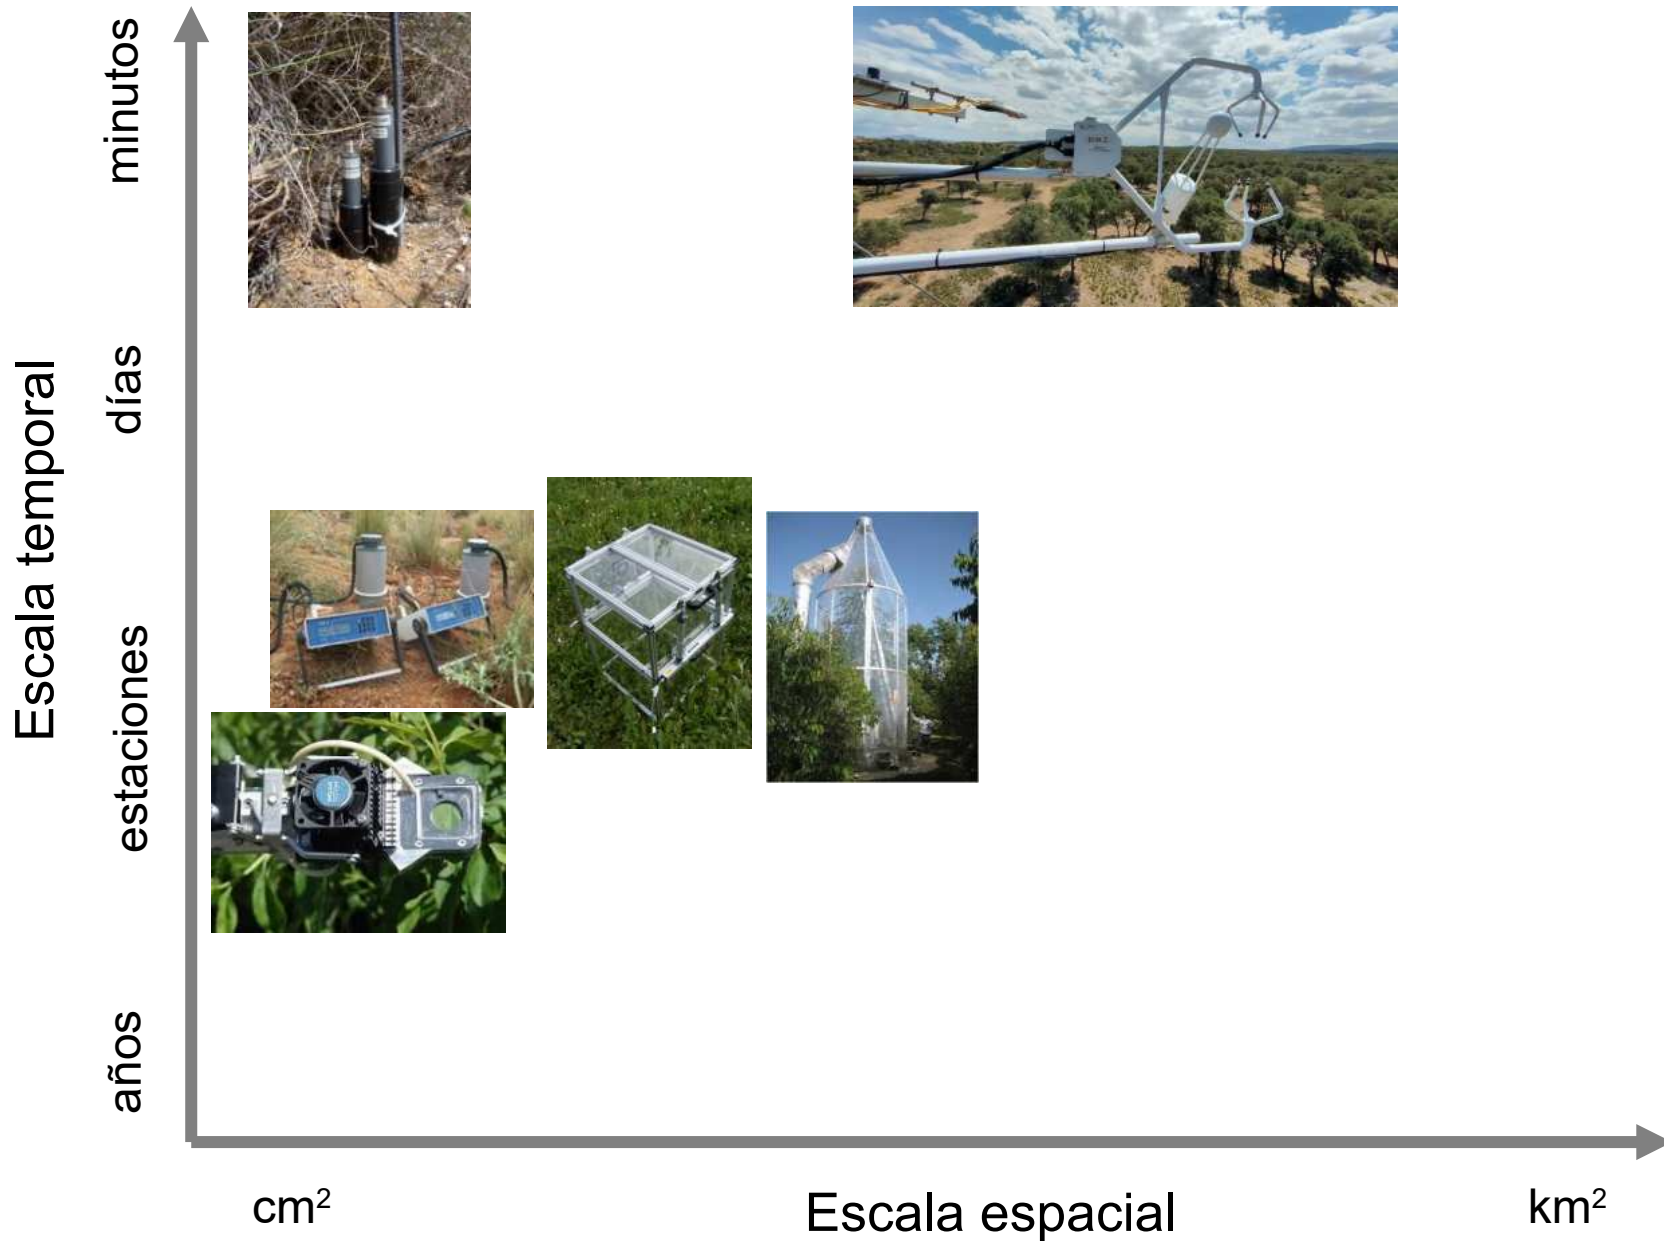 minutos
días
estaciones
años
Escala temporal
cm²
Escala espacial
km²